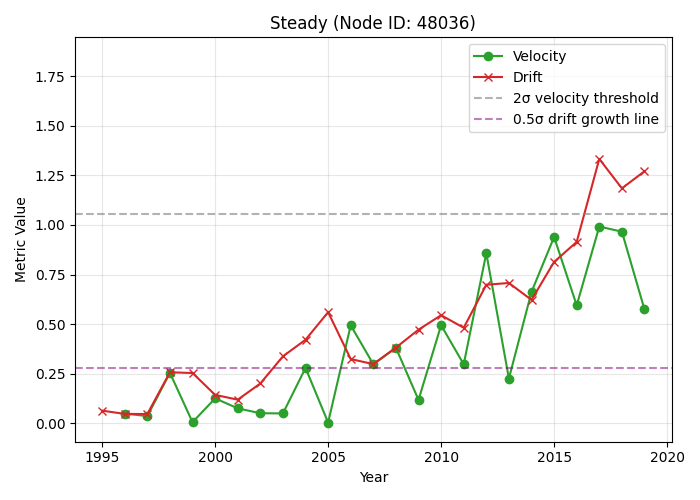 Steady (Node ID: 48036)
Velocity
Drift
2σ velocity threshold
0.5σ drift growth line
Metric Value
1.75
1.50
1.25
1.00
0.75
0.50
0.25
0.00
1995
2000
2005
2010
2015
2020
Year